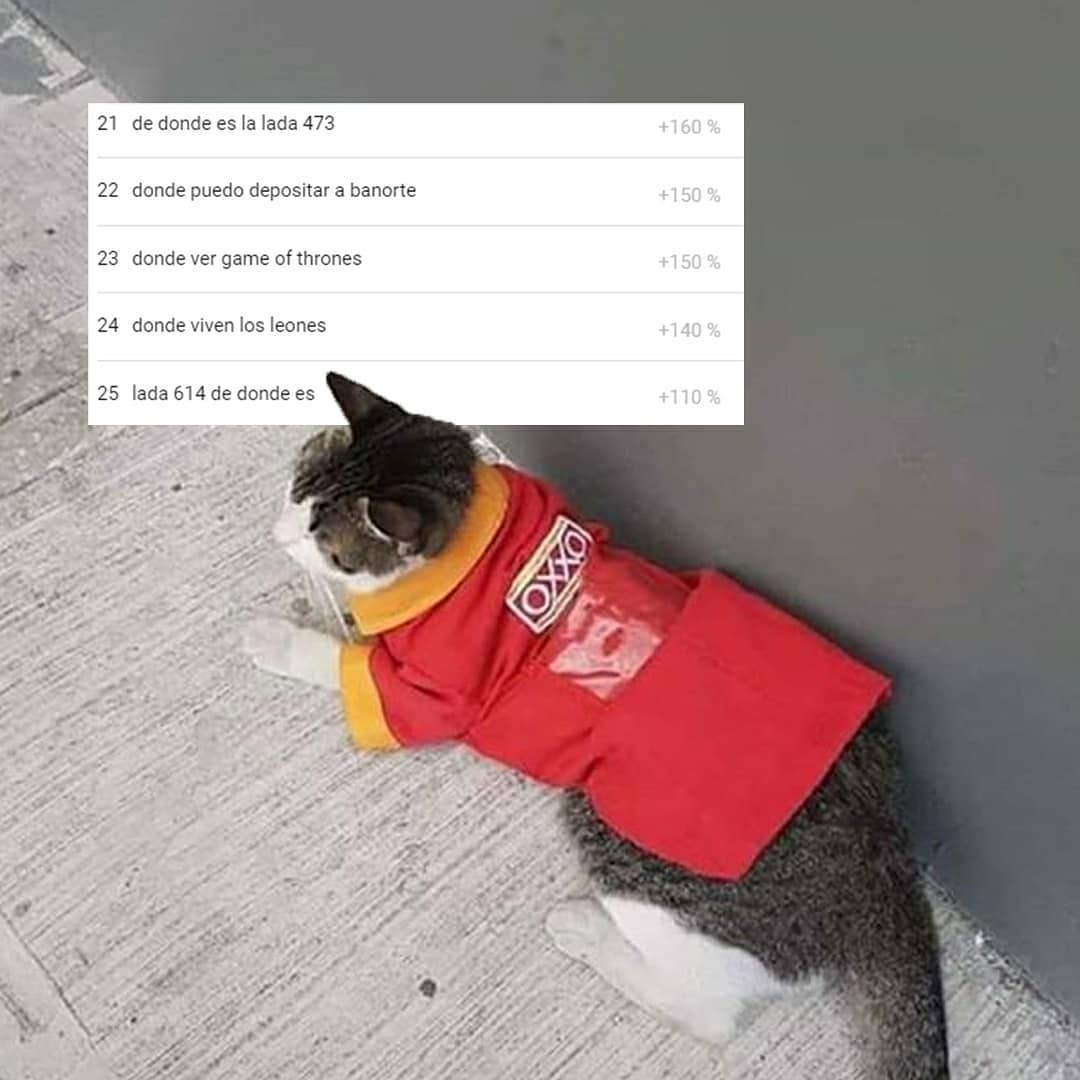 21 de donde es la lada 473 +160 %
22 donde puedo depositar a banorte +150 %
23 donde ver game of thrones +150 %
24 donde viven los leones +140 %
25 lada 614 de donde es +110 %
OXXO